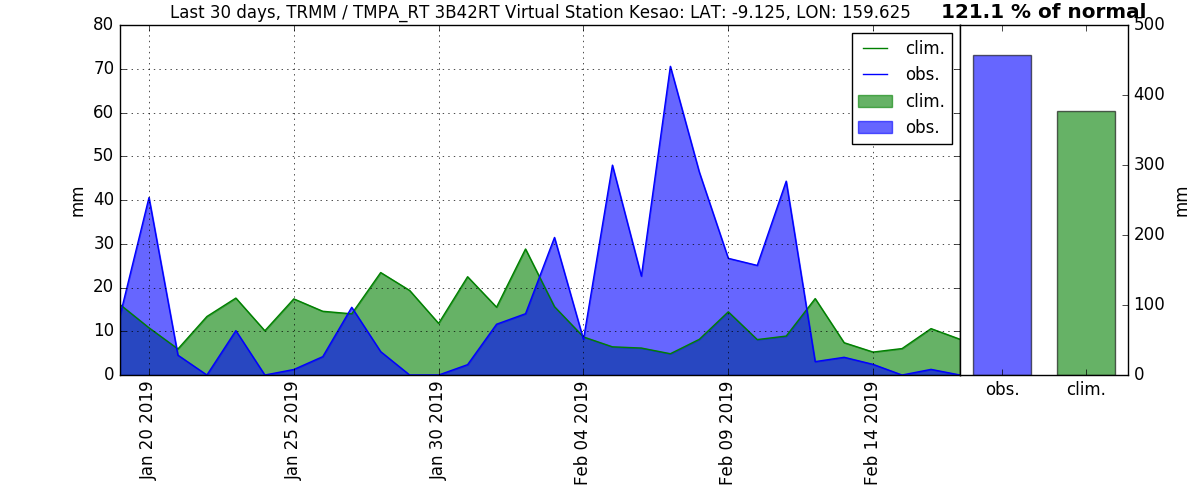 Last 30 days, TRMM / TMPA_RT 3B42RT Virtual Station Kesao: LAT: -9.125, LON: 159.625
121.1 % of normal
80
70
60
50
40
30
20
10
0
mm
clim.
obs.
clim.
obs.
Jan 20 2019
Jan 25 2019
Jan 30 2019
Feb 04 2019
Feb 09 2019
Feb 14 2019
500
400
300
200
100
0
mm
obs.
clim.